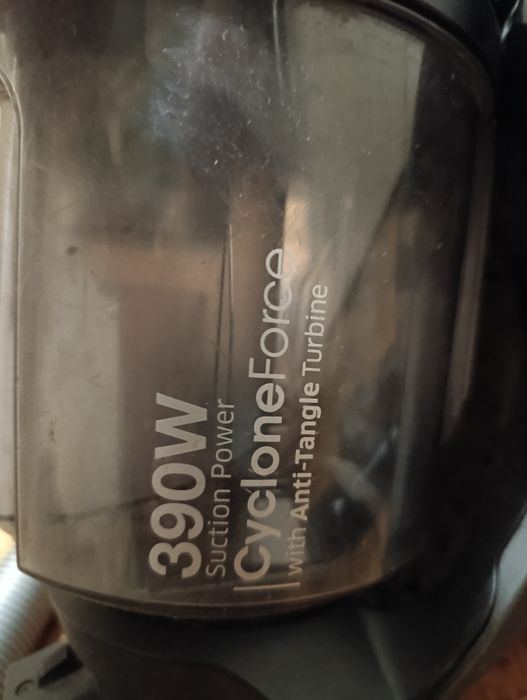 390W
Suction Power
CycloneForce
with Anti-Tangle Turbine